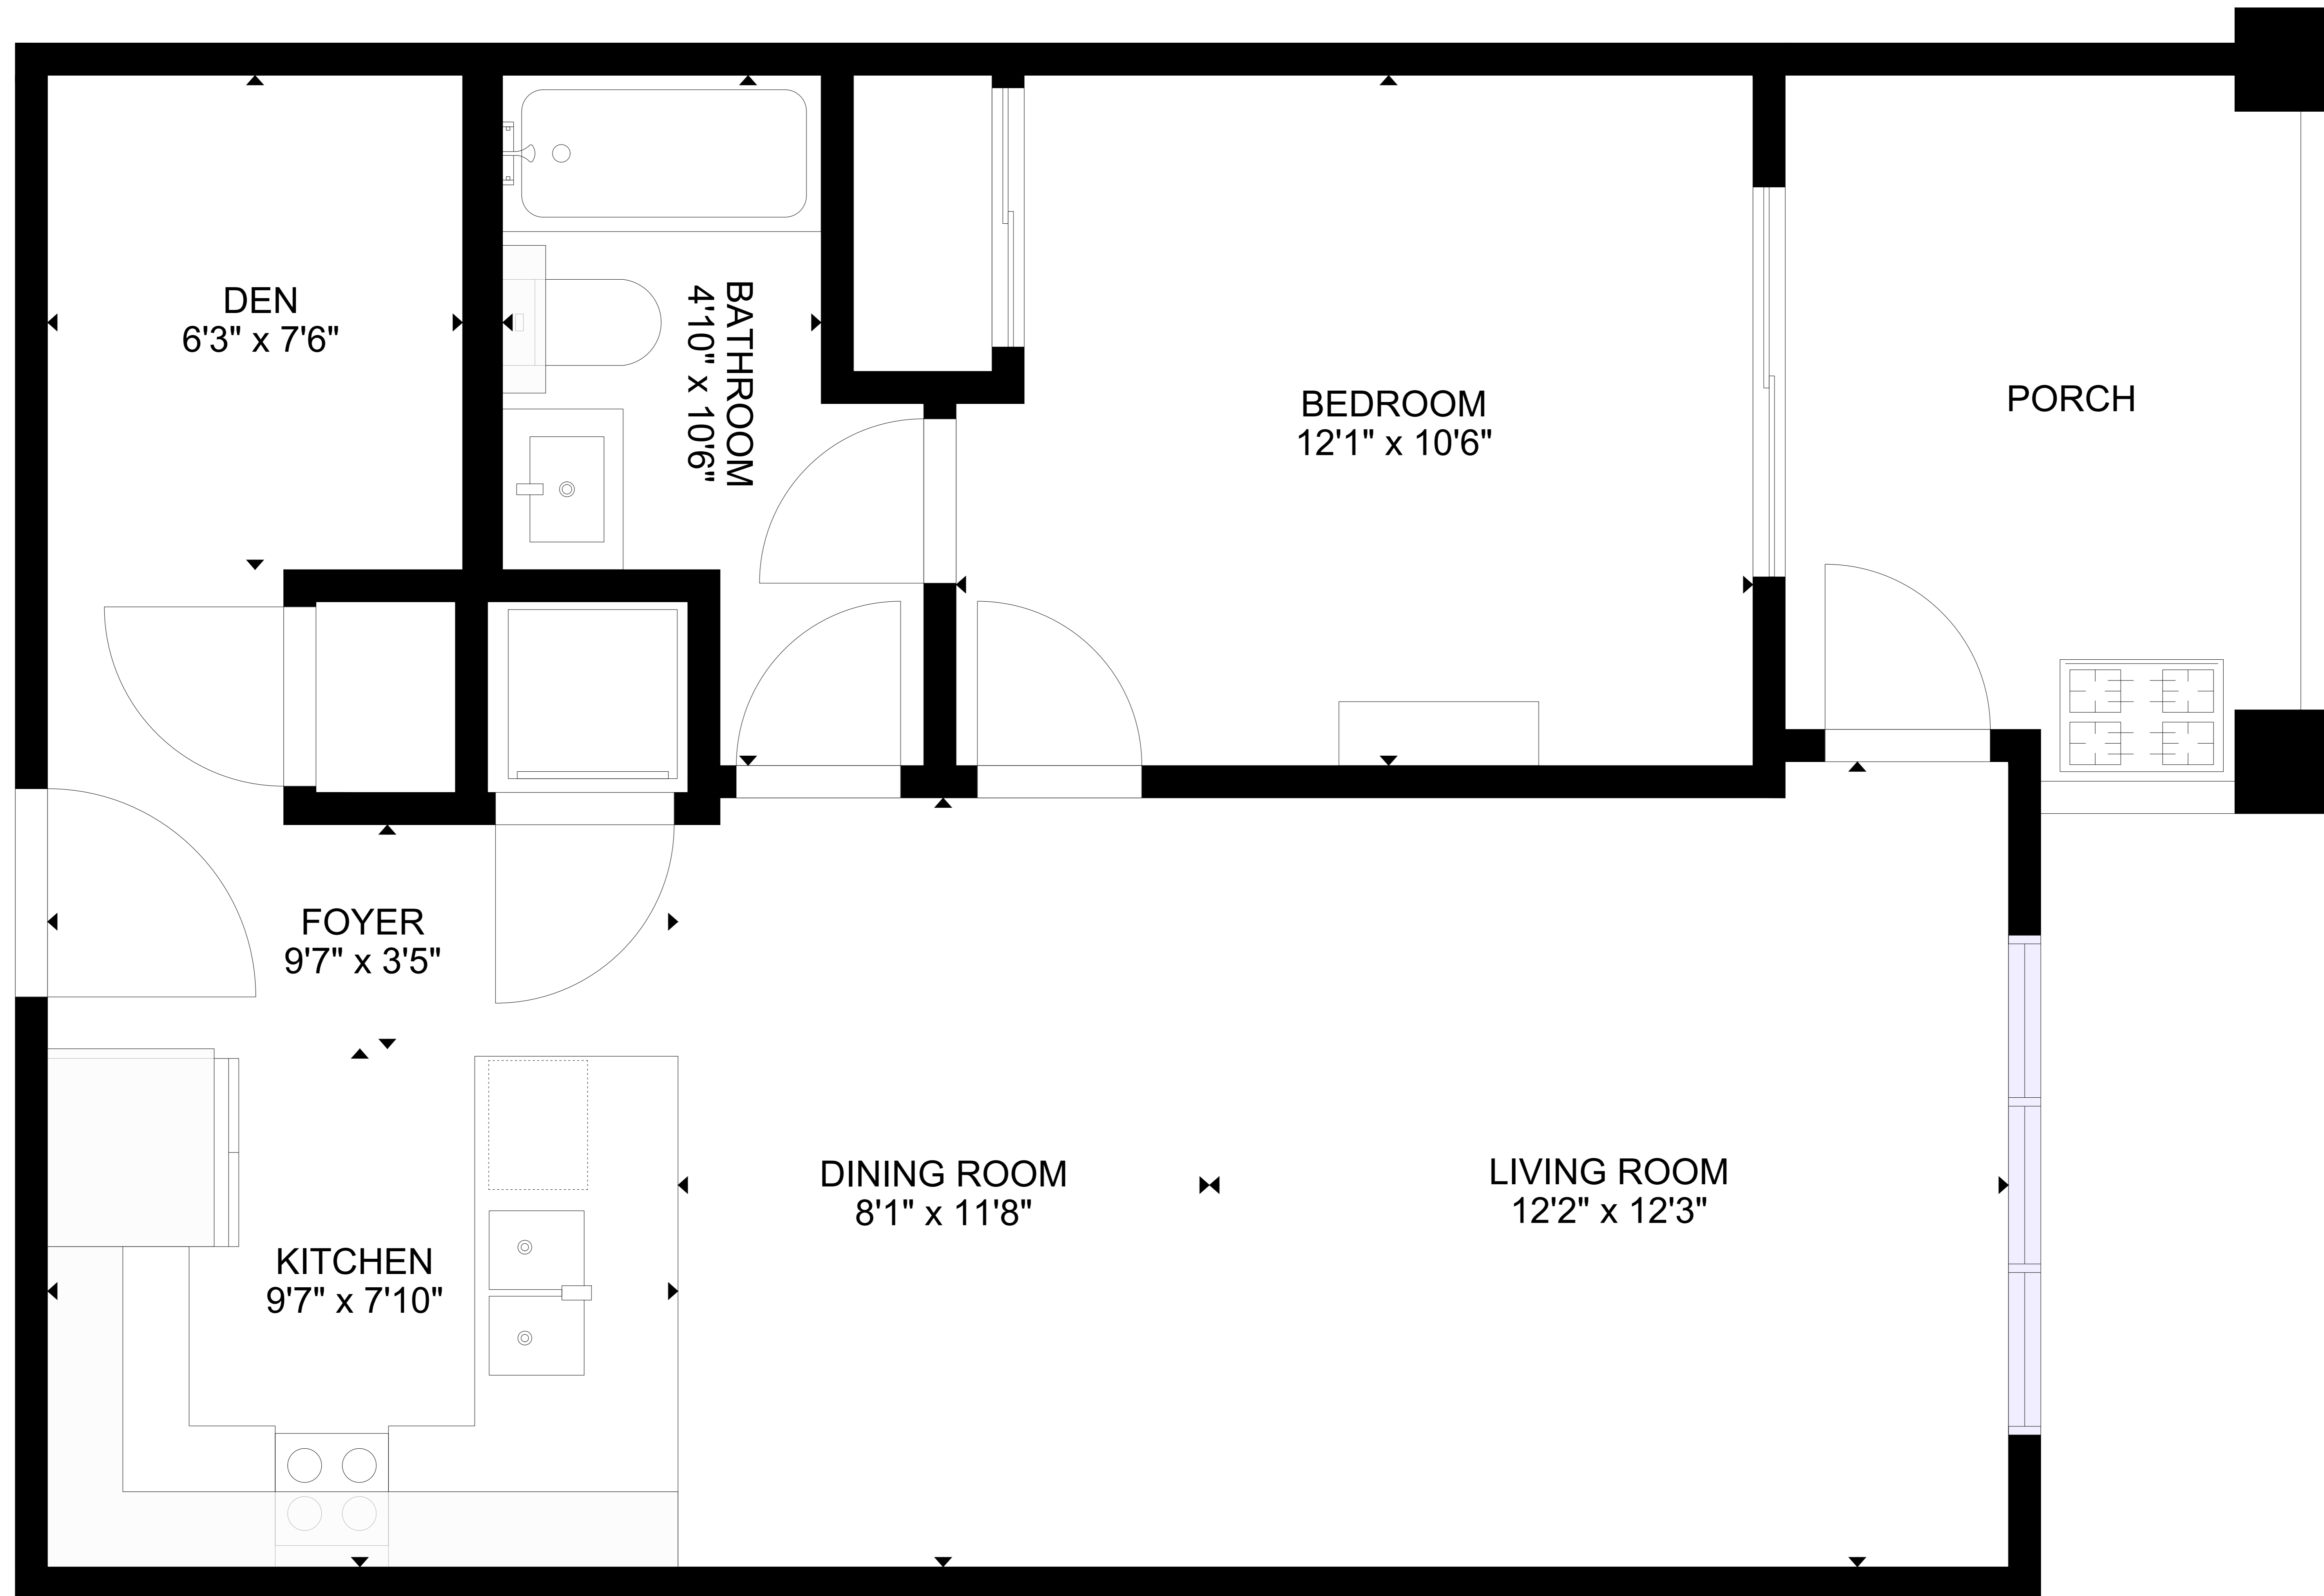 DEN
6'3" x 7'6"
BATHROOM
4'10" x 10'6"
BEDROOM
12'1" x 10'6"
PORCH
FOYER
9'7" x 3'5"
DINING ROOM
8'1" x 11'8"
LIVING ROOM
12'2" x 12'3"
KITCHEN
9'7" x 7'10"